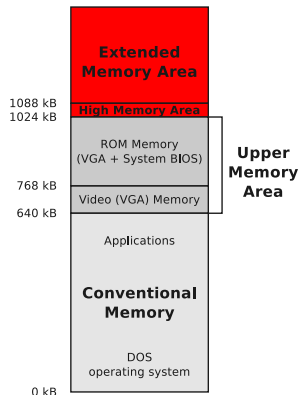 Extended
Memory Area
1088 kB
High Memory Area
1024 kB
ROM Memory
(VGA + System BIOS)
Upper
Memory
Area
768 kB
Video (VGA) Memory
640 kB
Applications
Conventional
Memory
DOS
operating system
0 kB